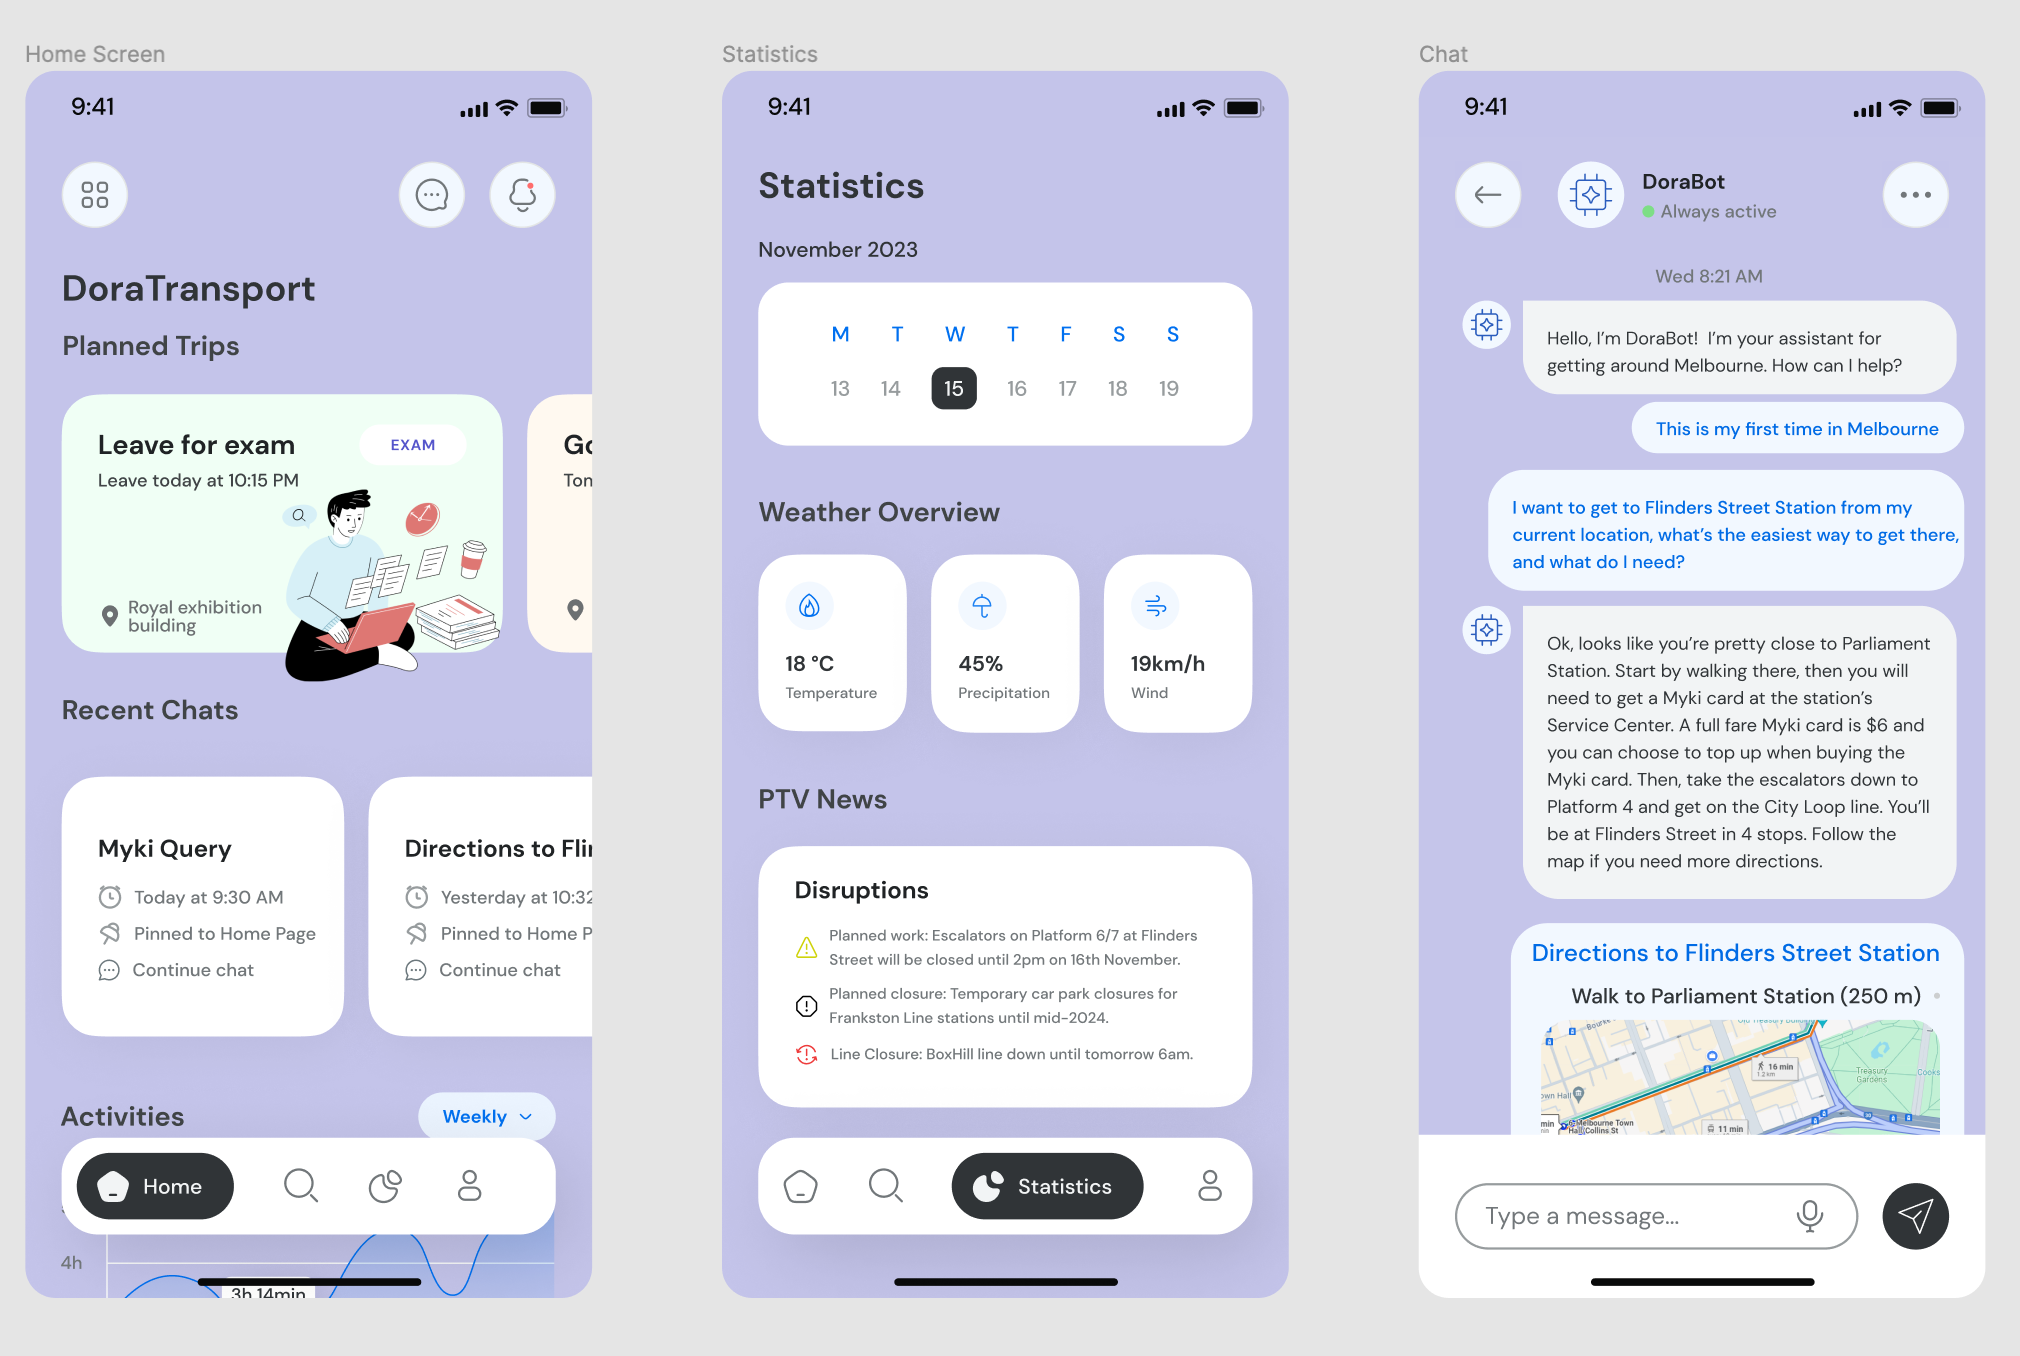 Home Screen
9:41
DoraTransport
Planned Trips
Leave for exam
EXAM
Leave today at 10:15 PM
Royal exhibition
building
Go
Ton
Recent Chats
Myki Query
Today at 9:30 AM
Pinned to Home Page
Continue chat
Directions to Flin
Yesterday at 10:32
Pinned to Home P
Continue chat
Activities
Weekly
Home
4h
3h 14min
Statistics
9:41
Statistics
November 2023
M T W T F S S
13 14 15 16 17 18 19
Weather Overview
18 °C
Temperature
45%
Precipitation
19km/h
Wind
PTV News
Disruptions
Planned work: Escalators on Platform 6/7 at Flinders
Street will be closed until 2pm on 16th November.
Planned closure: Temporary car park closures for
Frankston Line stations until mid-2024.
Line Closure: BoxHill line down until tomorrow 6am.
Statistics
Chat
9:41
DoraBot
Always active
Wed 8:21 AM
Hello, I'm DoraBot!  I'm your assistant for
getting around Melbourne. How can I help?
This is my first time in Melbourne
I want to get to Flinders Street Station from my
current location, what's the easiest way to get there,
and what do I need?
Ok, looks like you're pretty close to Parliament
Station. Start by walking there, then you will
need to get a Myki card at the station's
Service Center. A full fare Myki card is $6 and
you can choose to top up when buying the
Myki card. Then, take the escalators down to
Platform 4 and get on the City Loop line. You'll
be at Flinders Street in 4 stops. Follow the
map if you need more directions.
Directions to Flinders Street Station
Walk to Parliament Station (250 m)
Old Treasury Building
Bourke
16 min
1.2 km
Treasury
Gardens
Cooks
own Hall
min
min
Melbourne Town
Hall/Collins St
11 min
Type a message...